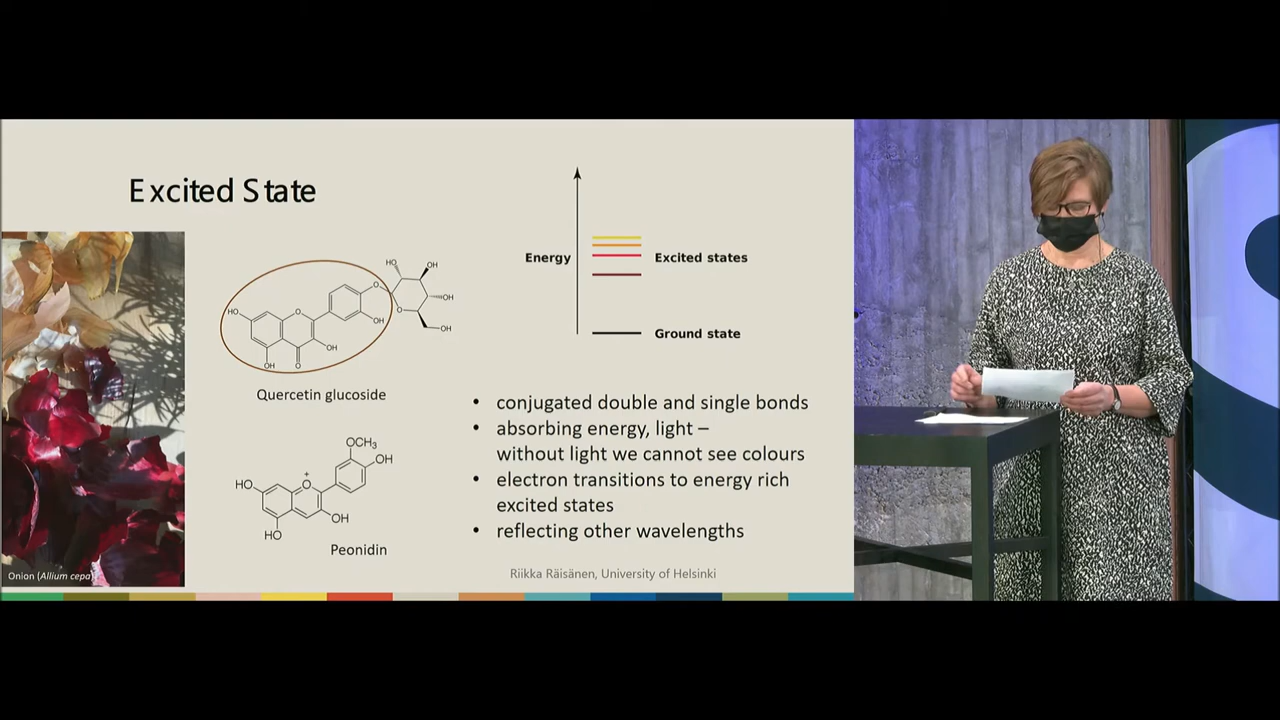 Excited State
Energy
Excited states
Ground state
HO
OH
O
O
OH
OH
O
HO
OH
OH
OH
O
Quercetin glucoside
OCH3
OH
HO
+
O
OH
HO
Peonidin
• conjugated double and single bonds
• absorbing energy, light –
without light we cannot see colours
• electron transitions to energy rich
excited states
• reflecting other wavelengths
Onion (Allium cepa)
Riikka Räisänen, University of Helsinki